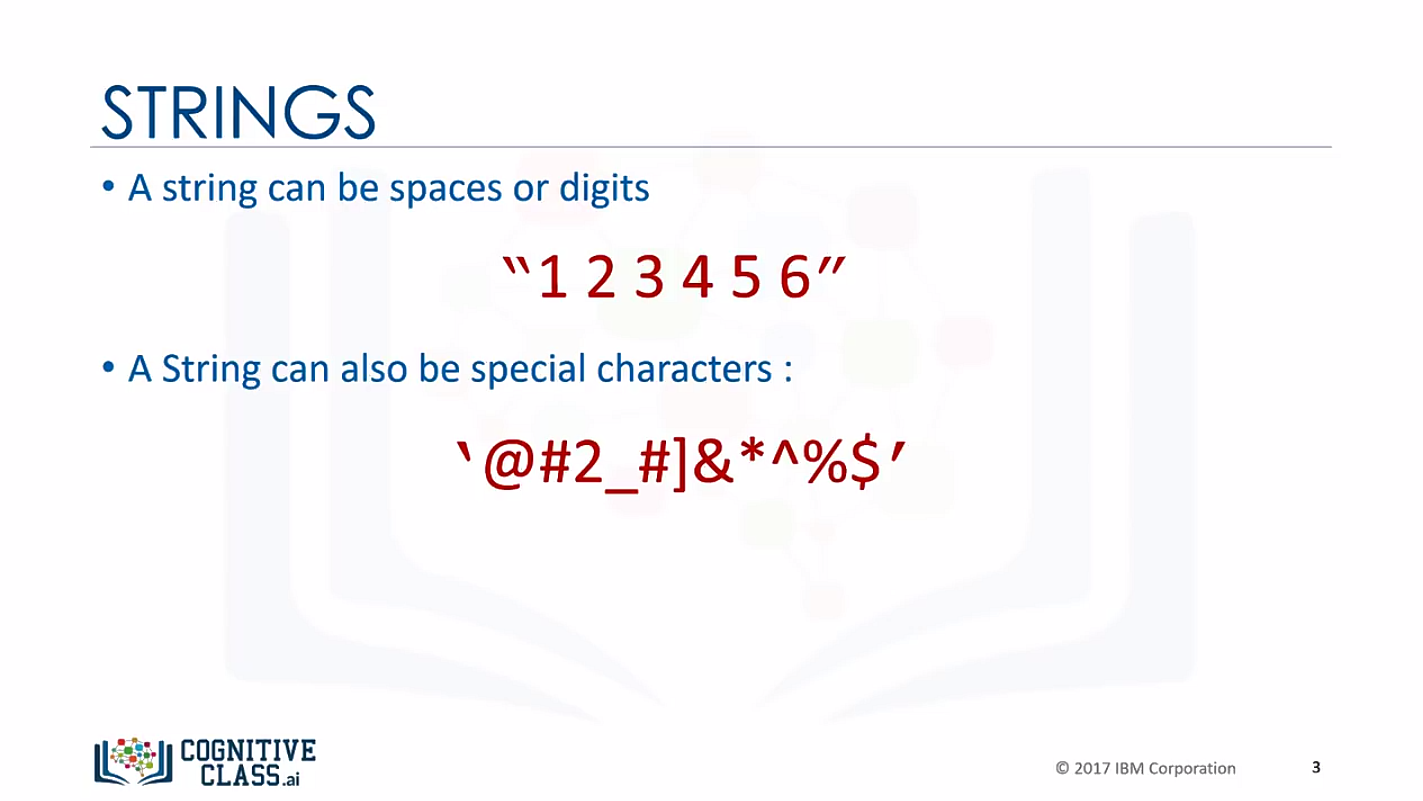 STRINGS
• A string can be spaces or digits
“1 2 3 4 5 6”
• A String can also be special characters :
‘@#2_#]&*^%$’
COGNITIVE
CLASS.ai
© 2017 IBM Corporation
3